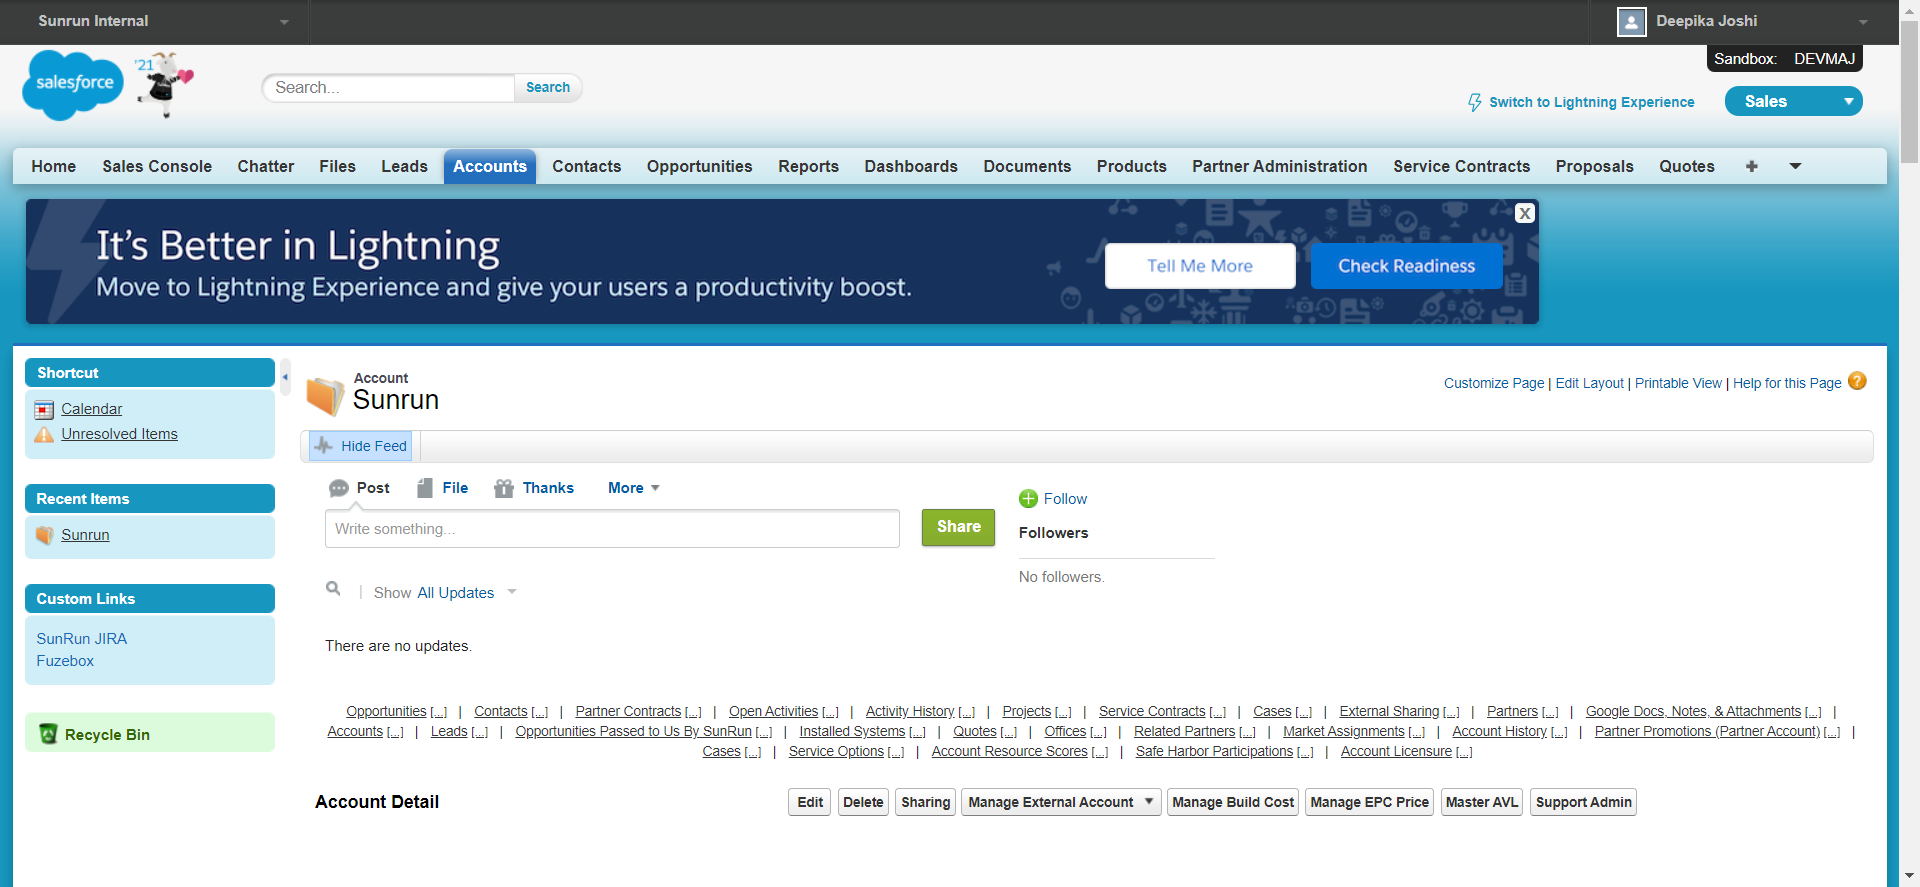 Sunrun Internal
Deepika Joshi
Sandbox: DEVMAJ
salesforce
'21
Search...
Search
Switch to Lightning Experience
Sales
Home Sales Console Chatter Files Leads Accounts Contacts Opportunities Reports Dashboards Documents Products Partner Administration Service Contracts Proposals Quotes +
It's Better in Lightning
Move to Lightning Experience and give your users a productivity boost.
Tell Me More
Check Readiness
X
Shortcut
Calendar
Unresolved Items
Recent Items
Sunrun
Custom Links
SunRun JIRA
Fuzebox
Recycle Bin
Account
Sunrun
Customize Page | Edit Layout | Printable View | Help for this Page ?
Hide Feed
Post File Thanks More
Write something...
Share
Follow
Followers
No followers.
Show All Updates
There are no updates.
Opportunities [...] | Contacts [...] | Partner Contracts [...] | Open Activities [...] | Activity History [...] | Projects [...] | Service Contracts [...] | Cases [...] | External Sharing [...] | Partners [...] | Google Docs, Notes, & Attachments [...] |
Accounts [...] | Leads [...] | Opportunities Passed to Us By SunRun [...] | Installed Systems [...] | Quotes [...] | Offices [...] | Related Partners [...] | Market Assignments [...] | Account History [...] | Partner Promotions (Partner Account) [...] |
Cases [...] | Service Options [...] | Account Resource Scores [...] | Safe Harbor Participations [...] | Account Licensure [...]
Account Detail
Edit Delete Sharing Manage External Account Manage Build Cost Manage EPC Price Master AVL Support Admin